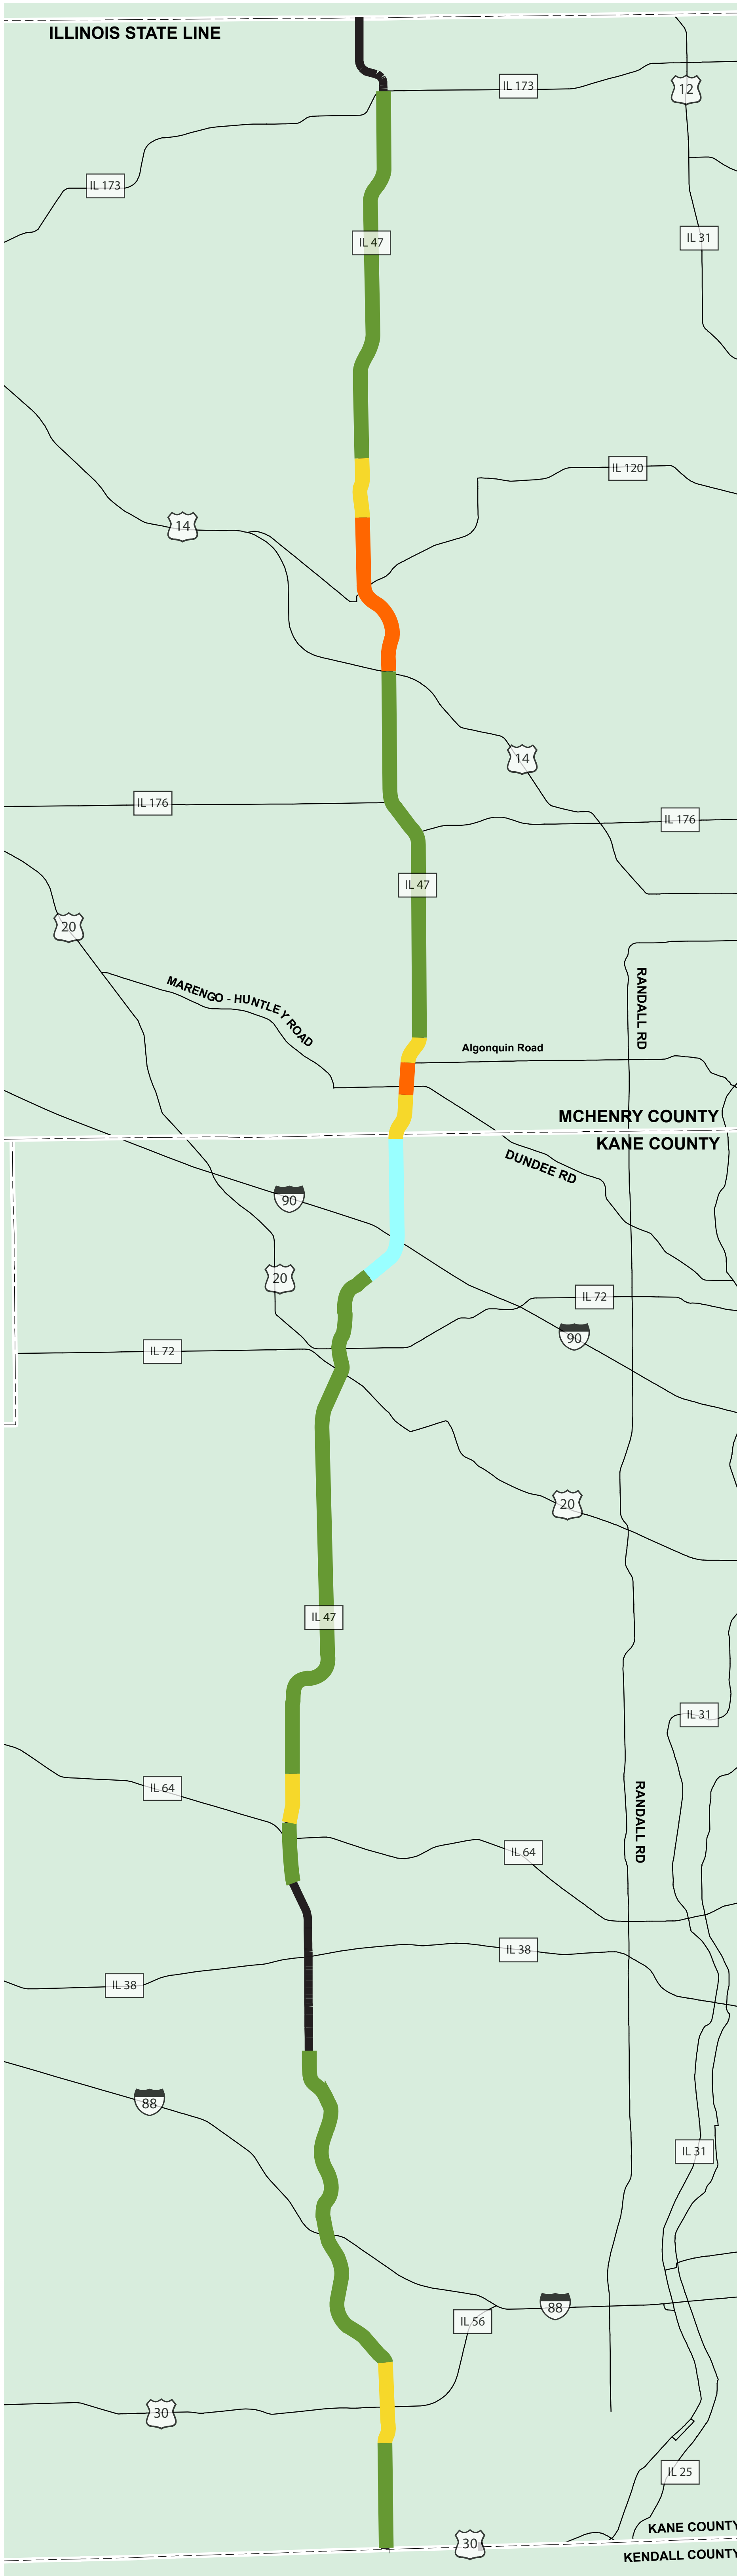 ILLINOIS STATE LINE
IL 173
12
IL 173
IL 31
IL 47
IL 120
14
14
IL 176
IL 176
IL 47
20
RANDALL RD
MARENGO - HUNTLEY ROAD
Algonquin Road
MCHENRY COUNTY
KANE COUNTY
DUNDEE RD
90
20
IL 72
90
IL 72
20
IL 47
IL 31
IL 64
RANDALL RD
IL 64
IL 38
IL 38
88
IL 31
88
IL 56
30
IL 25
KANE COUNTY
30
KENDALL COUNTY